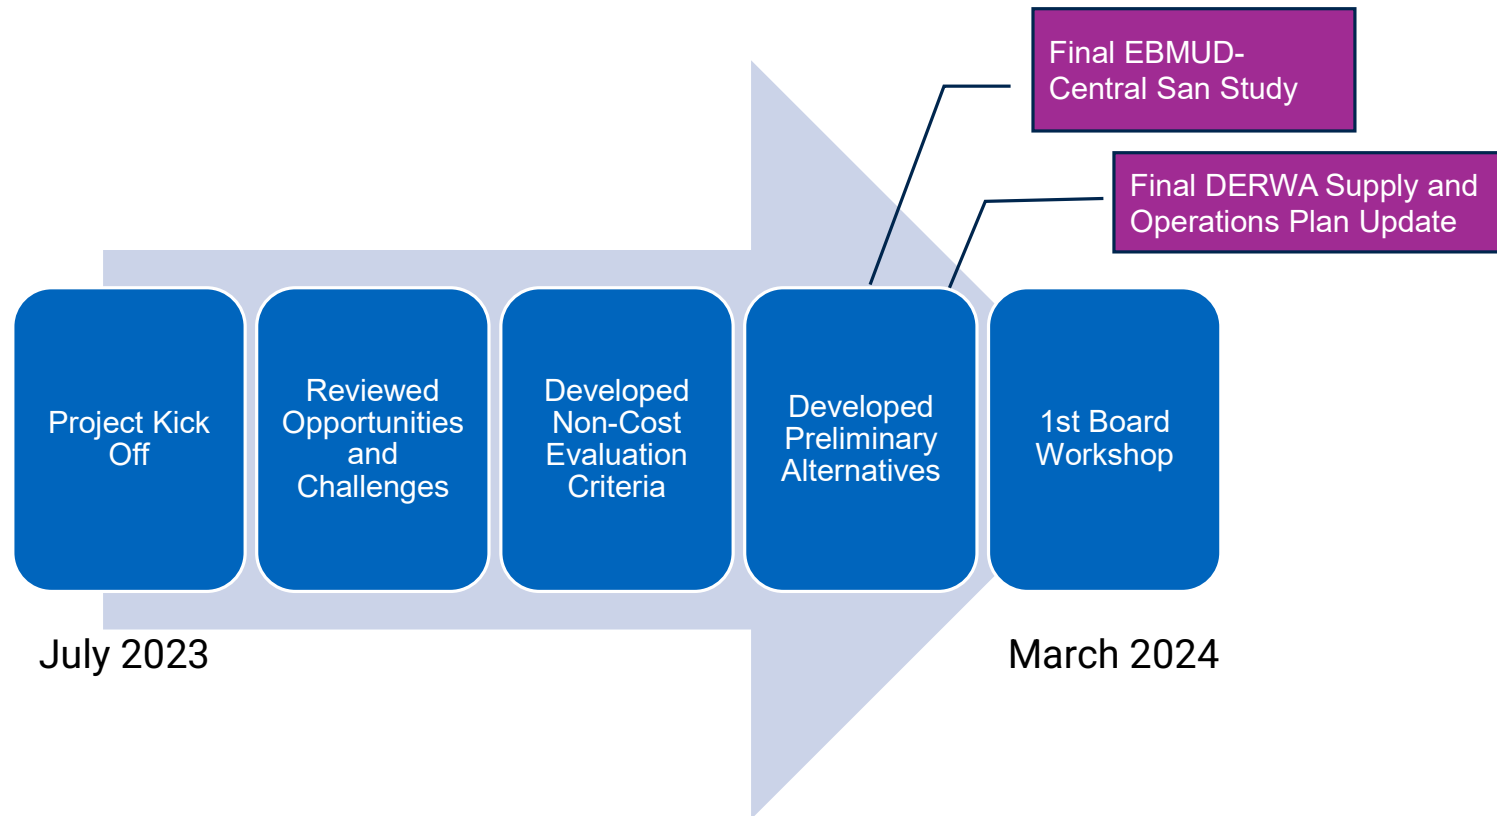 Final EBMUD-
Central San Study
Final DERWA Supply and
Operations Plan Update
Project Kick
Off
Reviewed
Opportunities
and
Challenges
Developed
Non-Cost
Evaluation
Criteria
Developed
Preliminary
Alternatives
1st Board
Workshop
July 2023
March 2024